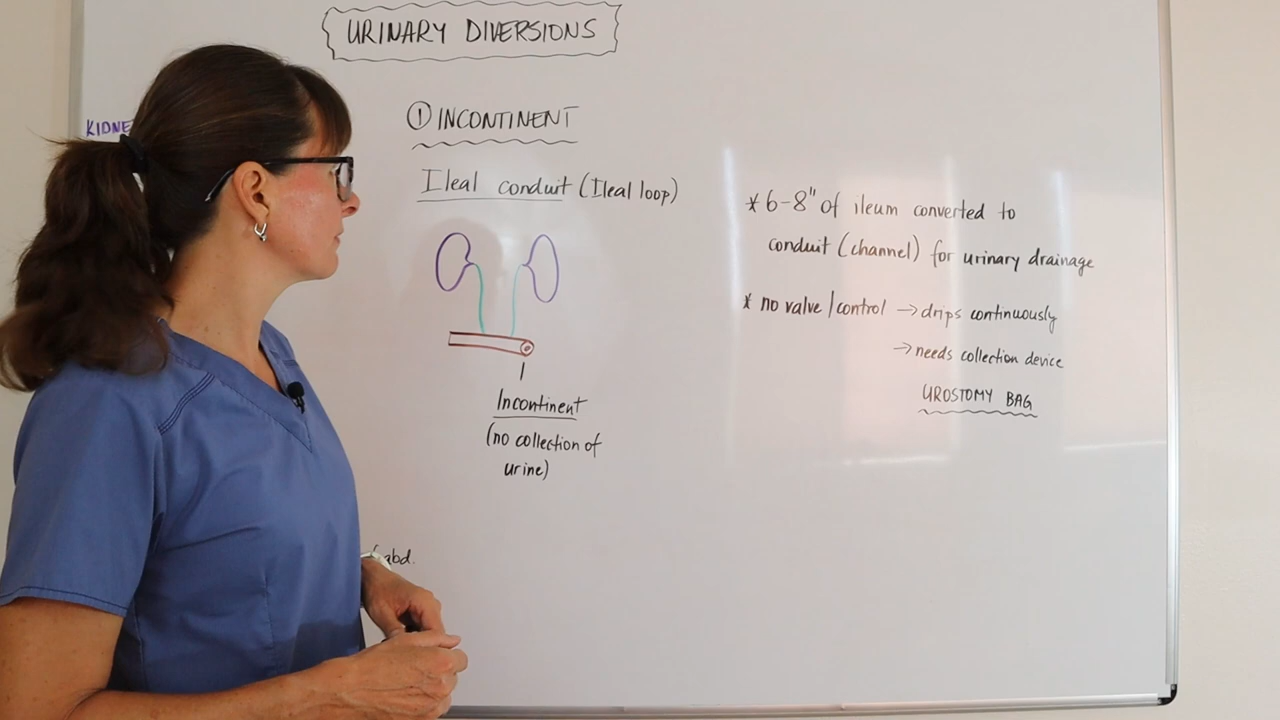 URINARY DIVERSIONS
KIDNE
① INCONTINENT
Ileal conduit (Ileal loop)
Incontinent
(no collection of
urine)
abd.
* 6-8" of ileum converted to
conduit (channel) for urinary drainage
* no valve/control → drips continuously
→ needs collection device
UROSTOMY BAG